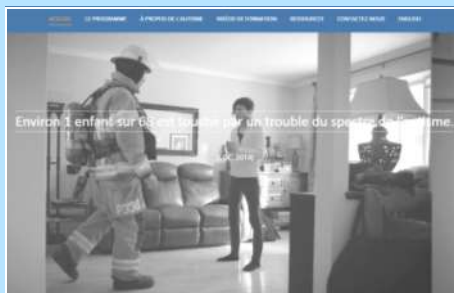 ACCUEIL LE PROGRAMME À PROPOS DE L'AUTISME VIDÉOS DE FORMATION RESSOURCES CONTACTEZ-NOUS ENGLISH
Environ 1 enfant sur 68 est touché par un trouble du spectre de l'autisme.